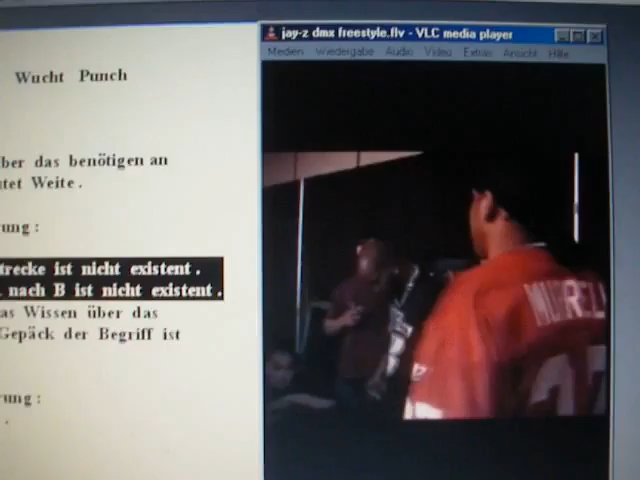 Wucht Punch
ber das benötigen an
tet Weite.
ung:
trecke ist nicht existent.
nach B ist nicht existent.
as Wissen über das
Gepäck der Begriff ist
ung:
jay-z dmx freestyle.flv - VLC media player
Medien Wiedergabe Audio Video Extras Ansicht Hilfe